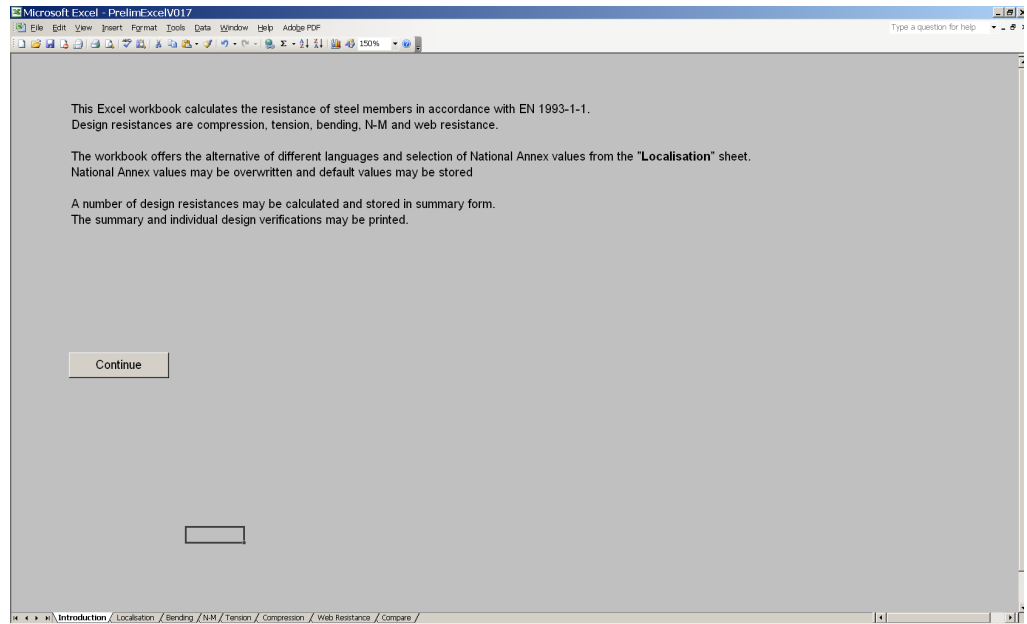 Microsoft Excel - PrelimExcelV017
File Edit View Insert Format Tools Data Window Help Adobe PDF
Type a question for help
150%
This Excel workbook calculates the resistance of steel members in accordance with EN 1993-1-1.
Design resistances are compression, tension, bending, N-M and web resistance.
The workbook offers the alternative of different languages and selection of National Annex values from the "Localisation" sheet.
National Annex values may be overwritten and default values may be stored
A number of design resistances may be calculated and stored in summary form.
The summary and individual design verifications may be printed.
Continue
Introduction / Localisation / Bending / N-M / Tension / Compression / Web Resistance / Compare /